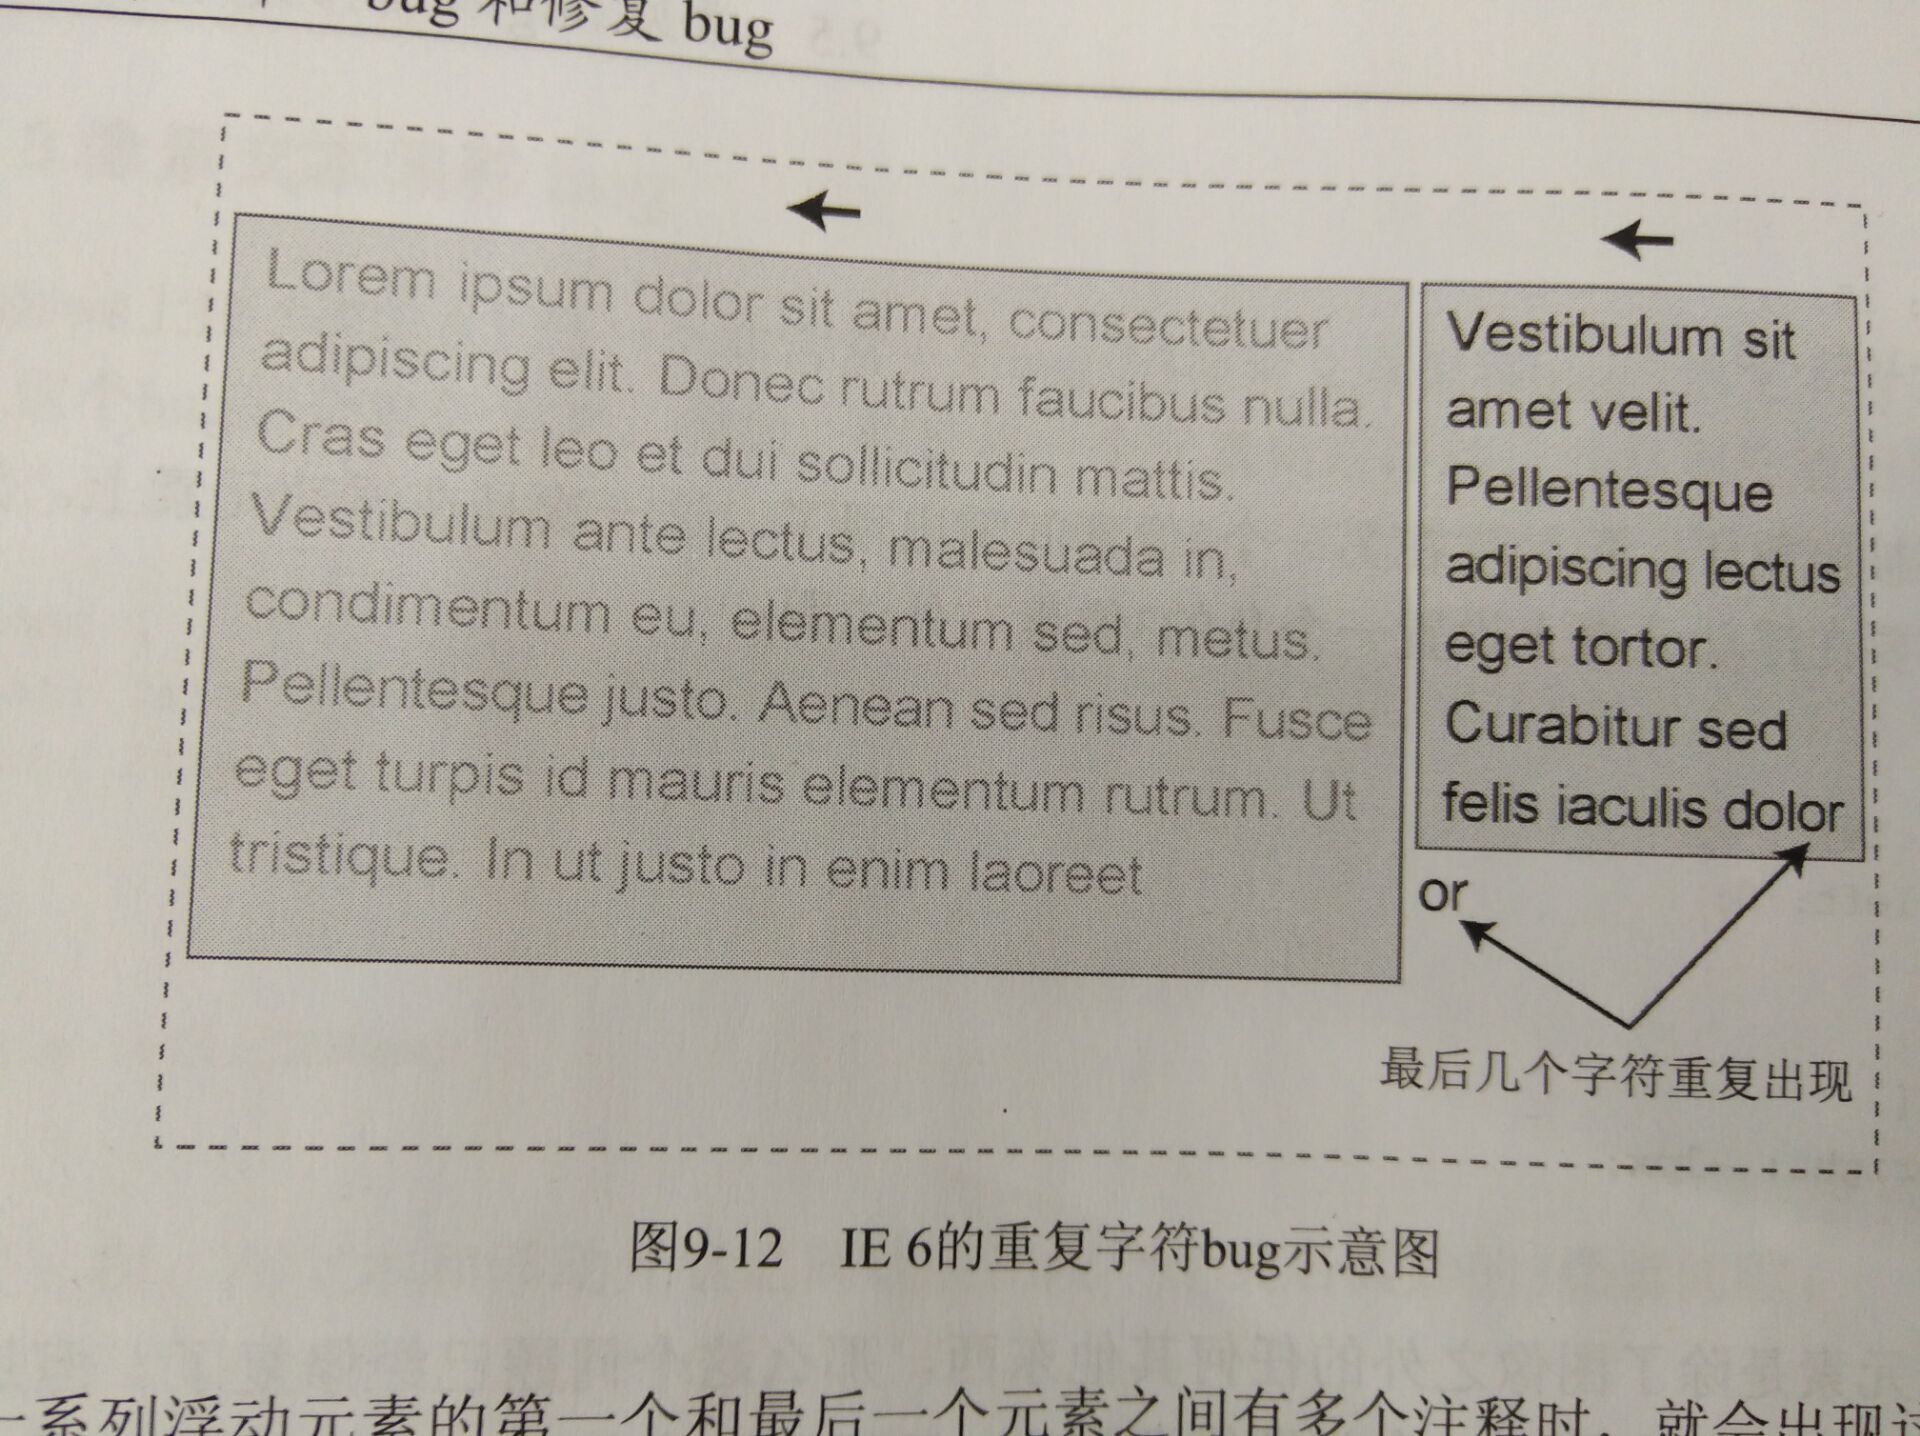 bug 和修复 bug
Lorem ipsum dolor sit amet, consectetuer
adipiscing elit. Donec rutrum faucibus nulla.
Cras eget leo et dui sollicitudin mattis.
Vestibulum ante lectus, malesuada in,
condimentum eu, elementum sed, metus.
Pellentesque justo. Aenean sed risus. Fusce
eget turpis id mauris elementum rutrum. Ut
tristique. In ut justo in enim laoreet
Vestibulum sit
amet velit.
Pellentesque
adipiscing lectus
eget tortor.
Curabitur sed
felis iaculis dolor
or
最后几个字符重复出现
图9-12 IE 6的重复字符bug示意图
一系列浮动元素的第一个和最后一个元素之间有多个注释时，就会出现